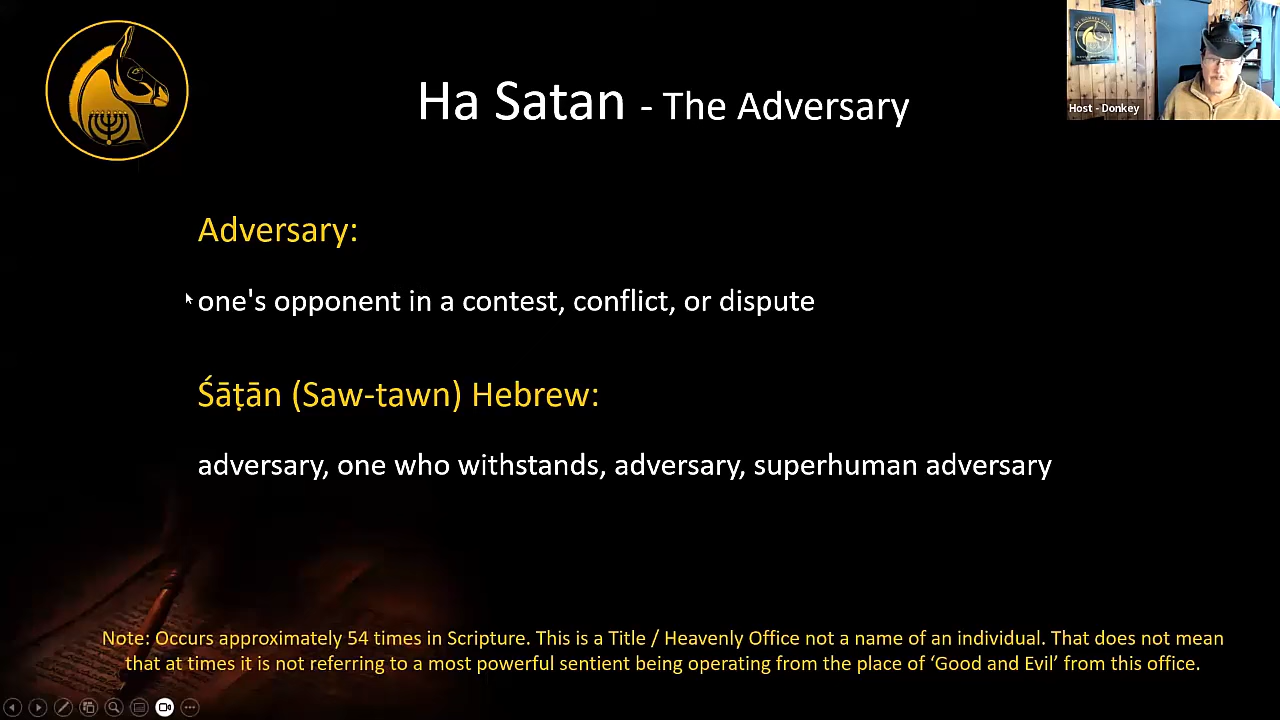 Ha Satan - The Adversary
Host - Donkey
Adversary:
one's opponent in a contest, conflict, or dispute
Śāṭān (Saw-tawn) Hebrew:
adversary, one who withstands, adversary, superhuman adversary
Note: Occurs approximately 54 times in Scripture. This is a Title / Heavenly Office not a name of an individual. That does not mean
that at times it is not referring to a most powerful sentient being operating from the place of ‘Good and Evil’ from this office.